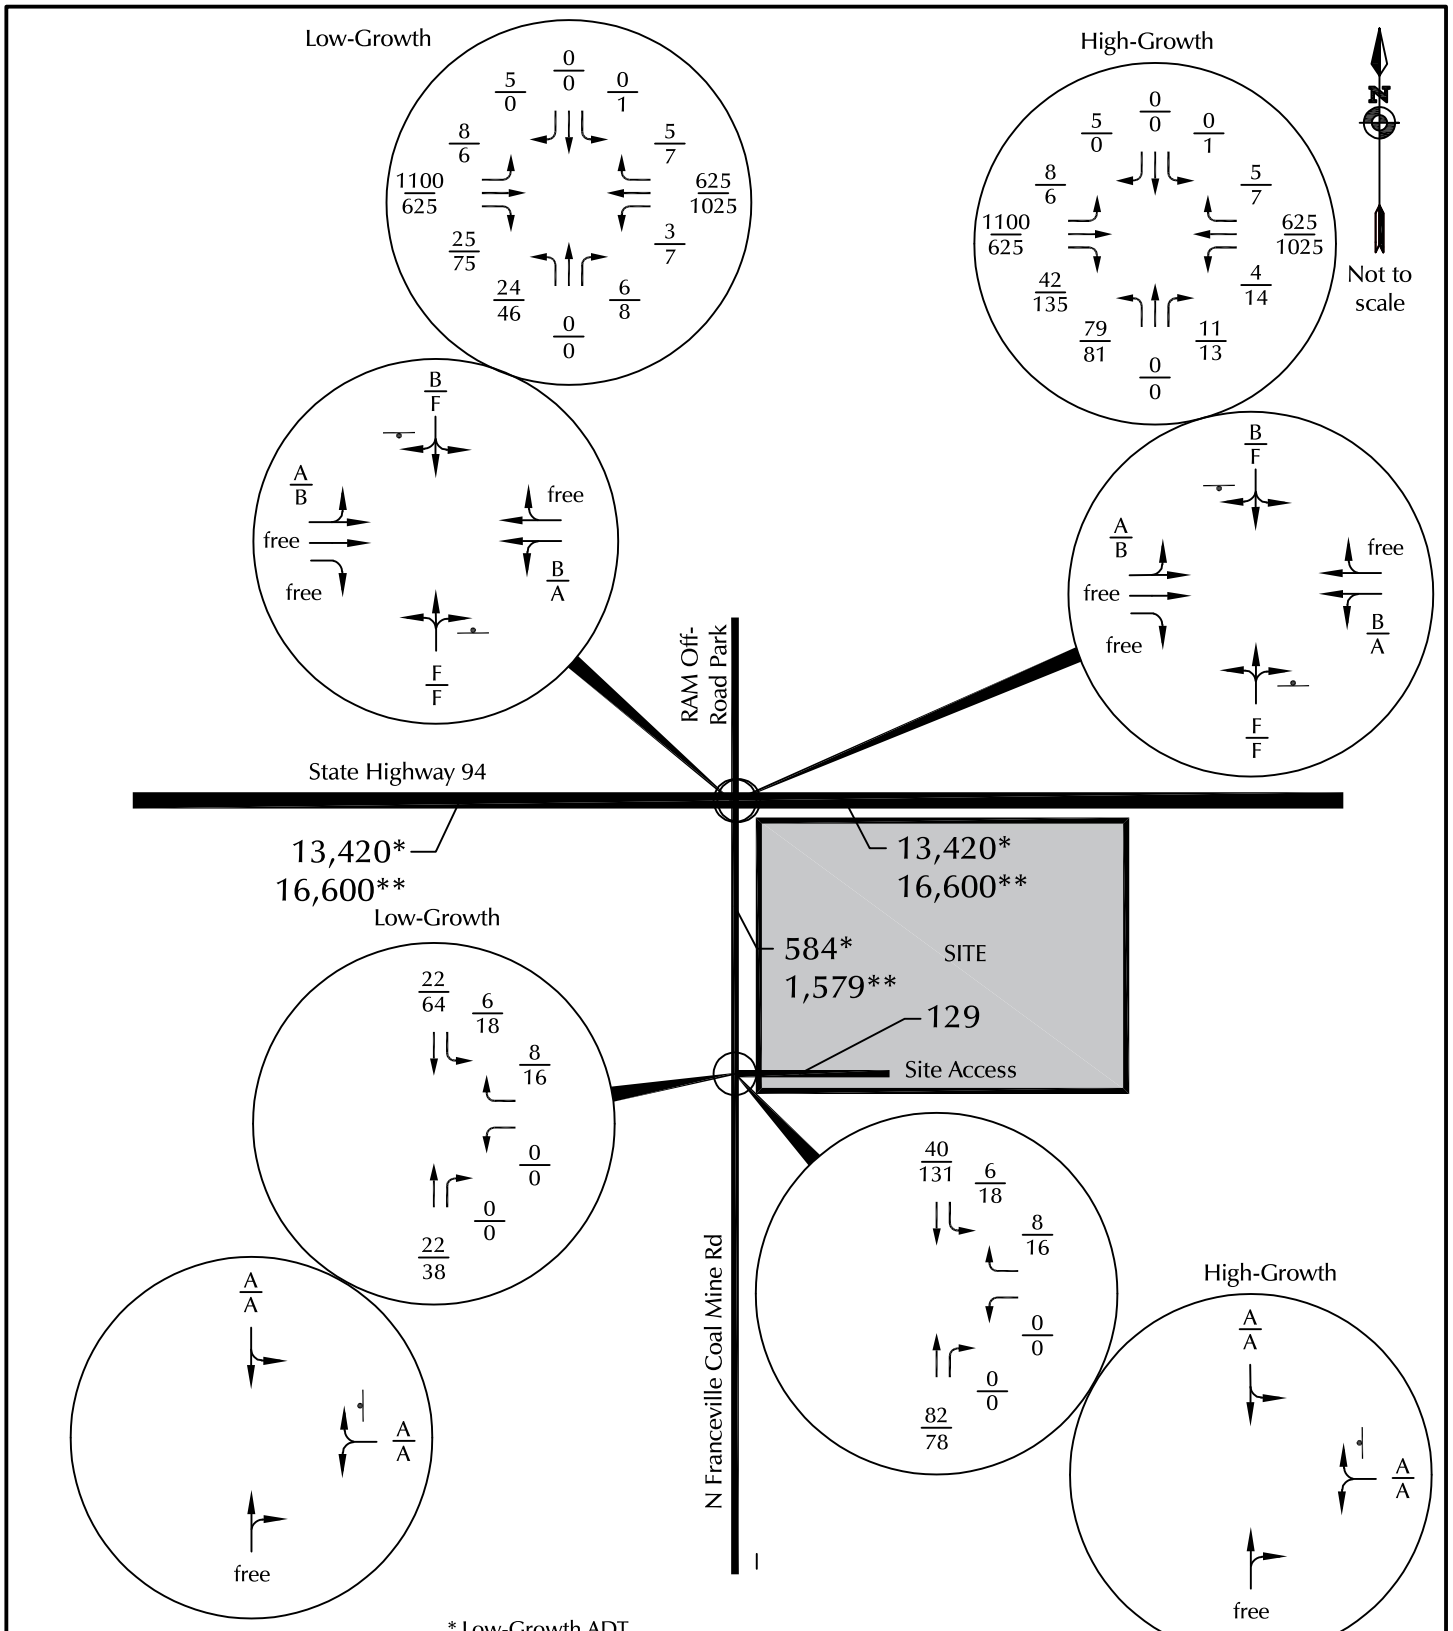 Low-Growth
0
0
5
0
0
1
8
6
5
7
1100
625
625
1025
25
75
3
7
24
46
6
8
0
0
High-Growth
0
0
5
0
0
1
8
6
5
7
1100
625
625
1025
42
135
4
14
79
81
11
13
0
0
N
Not to
scale
B
F
A
B
free
free
free
B
A
F
F
B
F
A
B
free
free
free
B
A
F
F
RAM Off-
Road Park
State Highway 94
13,420*
16,600**
13,420*
16,600**
584*
1,579**
SITE
129
Site Access
Low-Growth
22
64
6
18
8
16
0
0
0
0
22
38
A
A
A
A
free
N Franceville Coal Mine Rd
40
131
6
18
8
16
0
0
0
0
82
78
High-Growth
A
A
A
A
free
* Low-Growth ADT